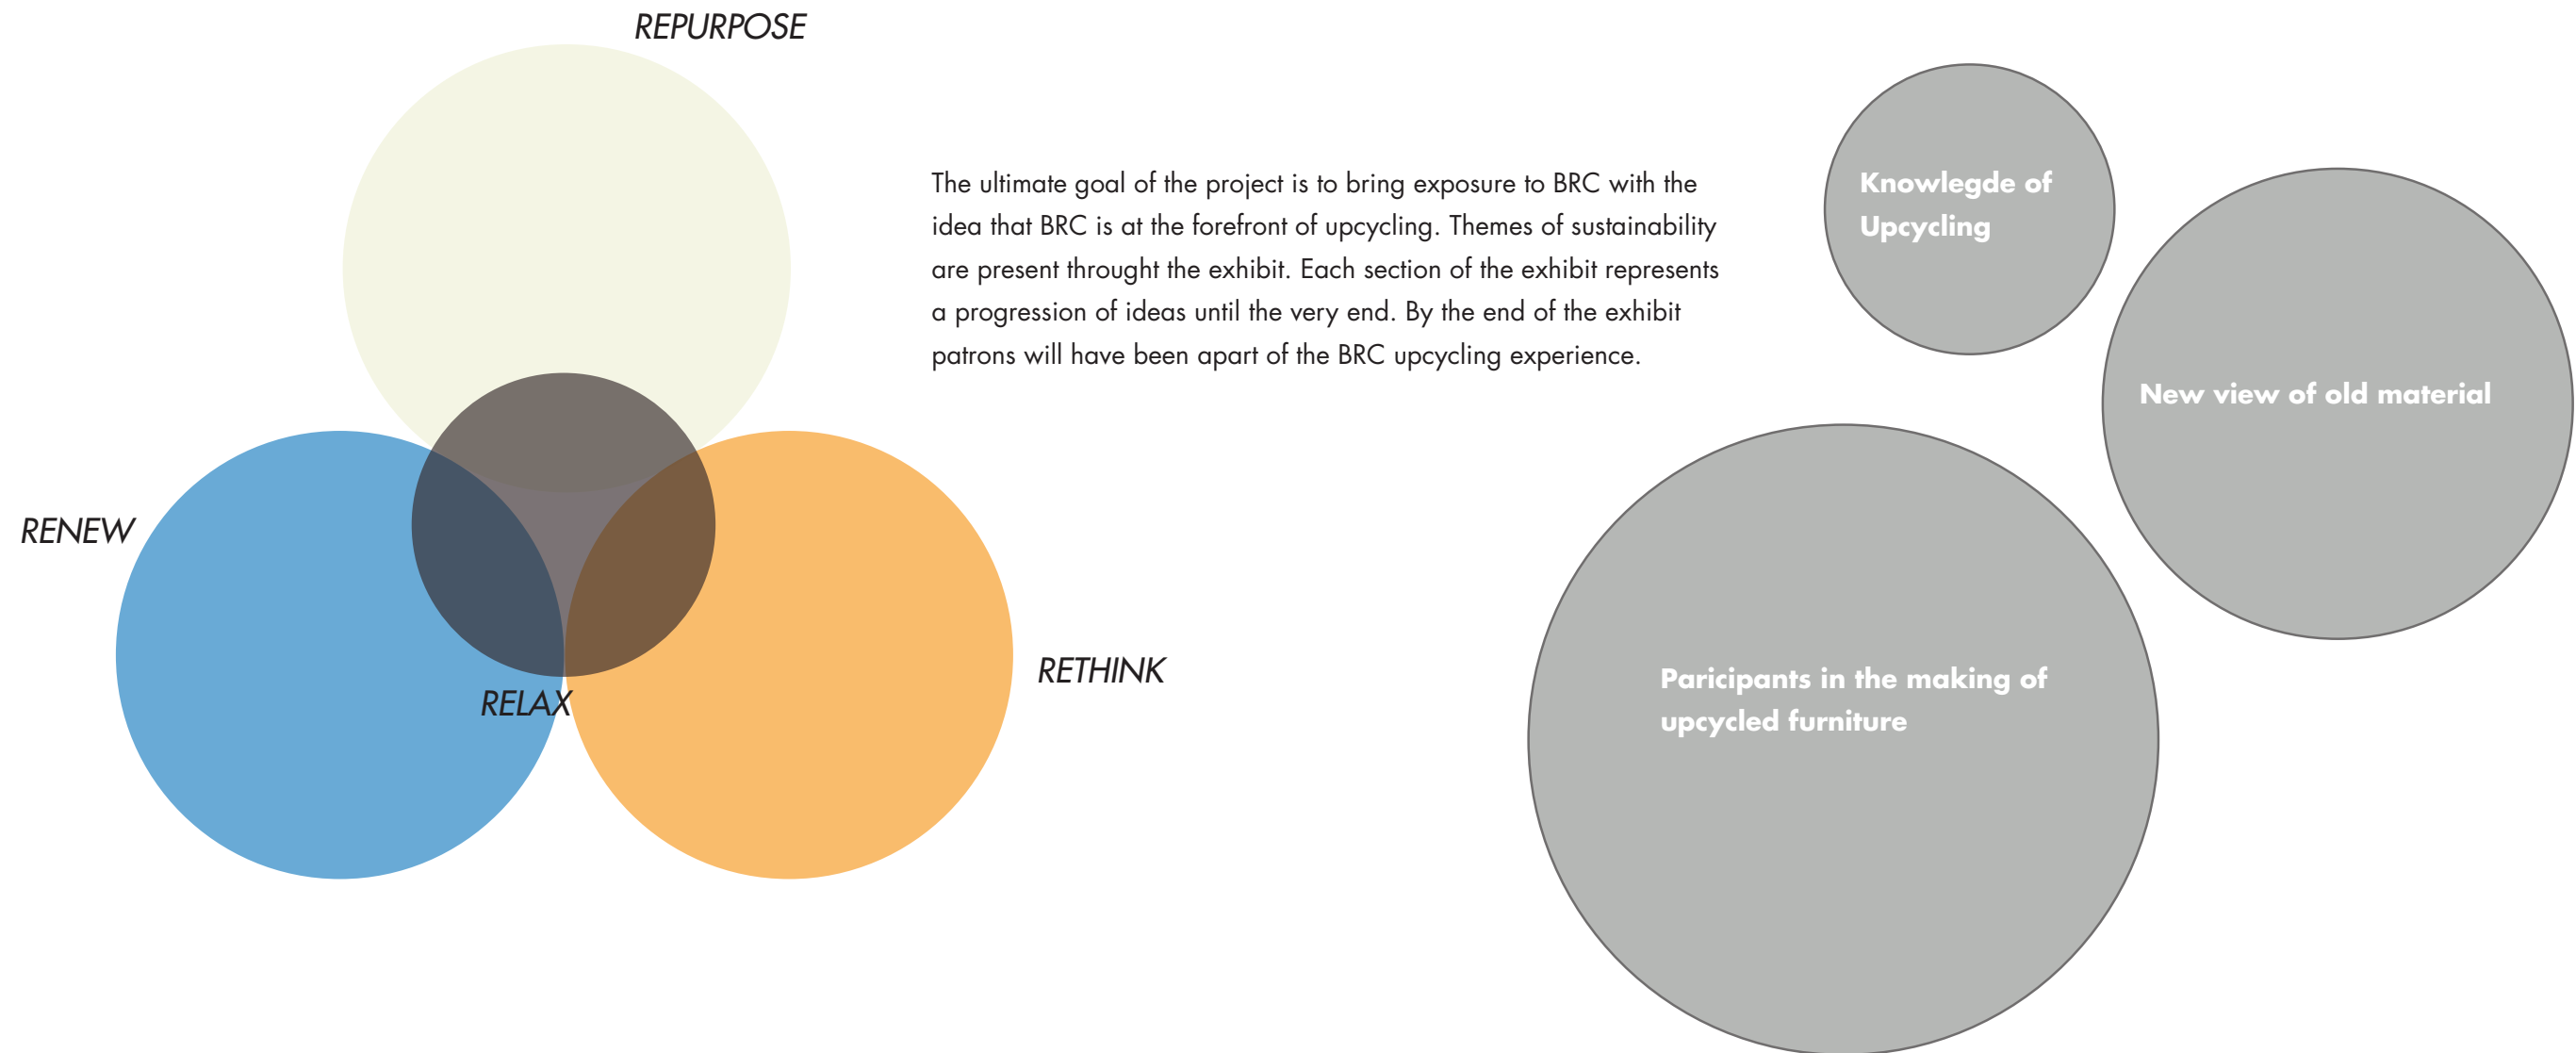 REPURPOSE
RENEW
RELAX
RETHINK
The ultimate goal of the project is to bring exposure to BRC with the
idea that BRC is at the forefront of upcycling. Themes of sustainability
are present throught the exhibit. Each section of the exhibit represents
a progression of ideas until the very end. By the end of the exhibit
patrons will have been apart of the BRC upcycling experience.
Knowlegde of
Upcycling
New view of old material
Paricipants in the making of
upcycled furniture